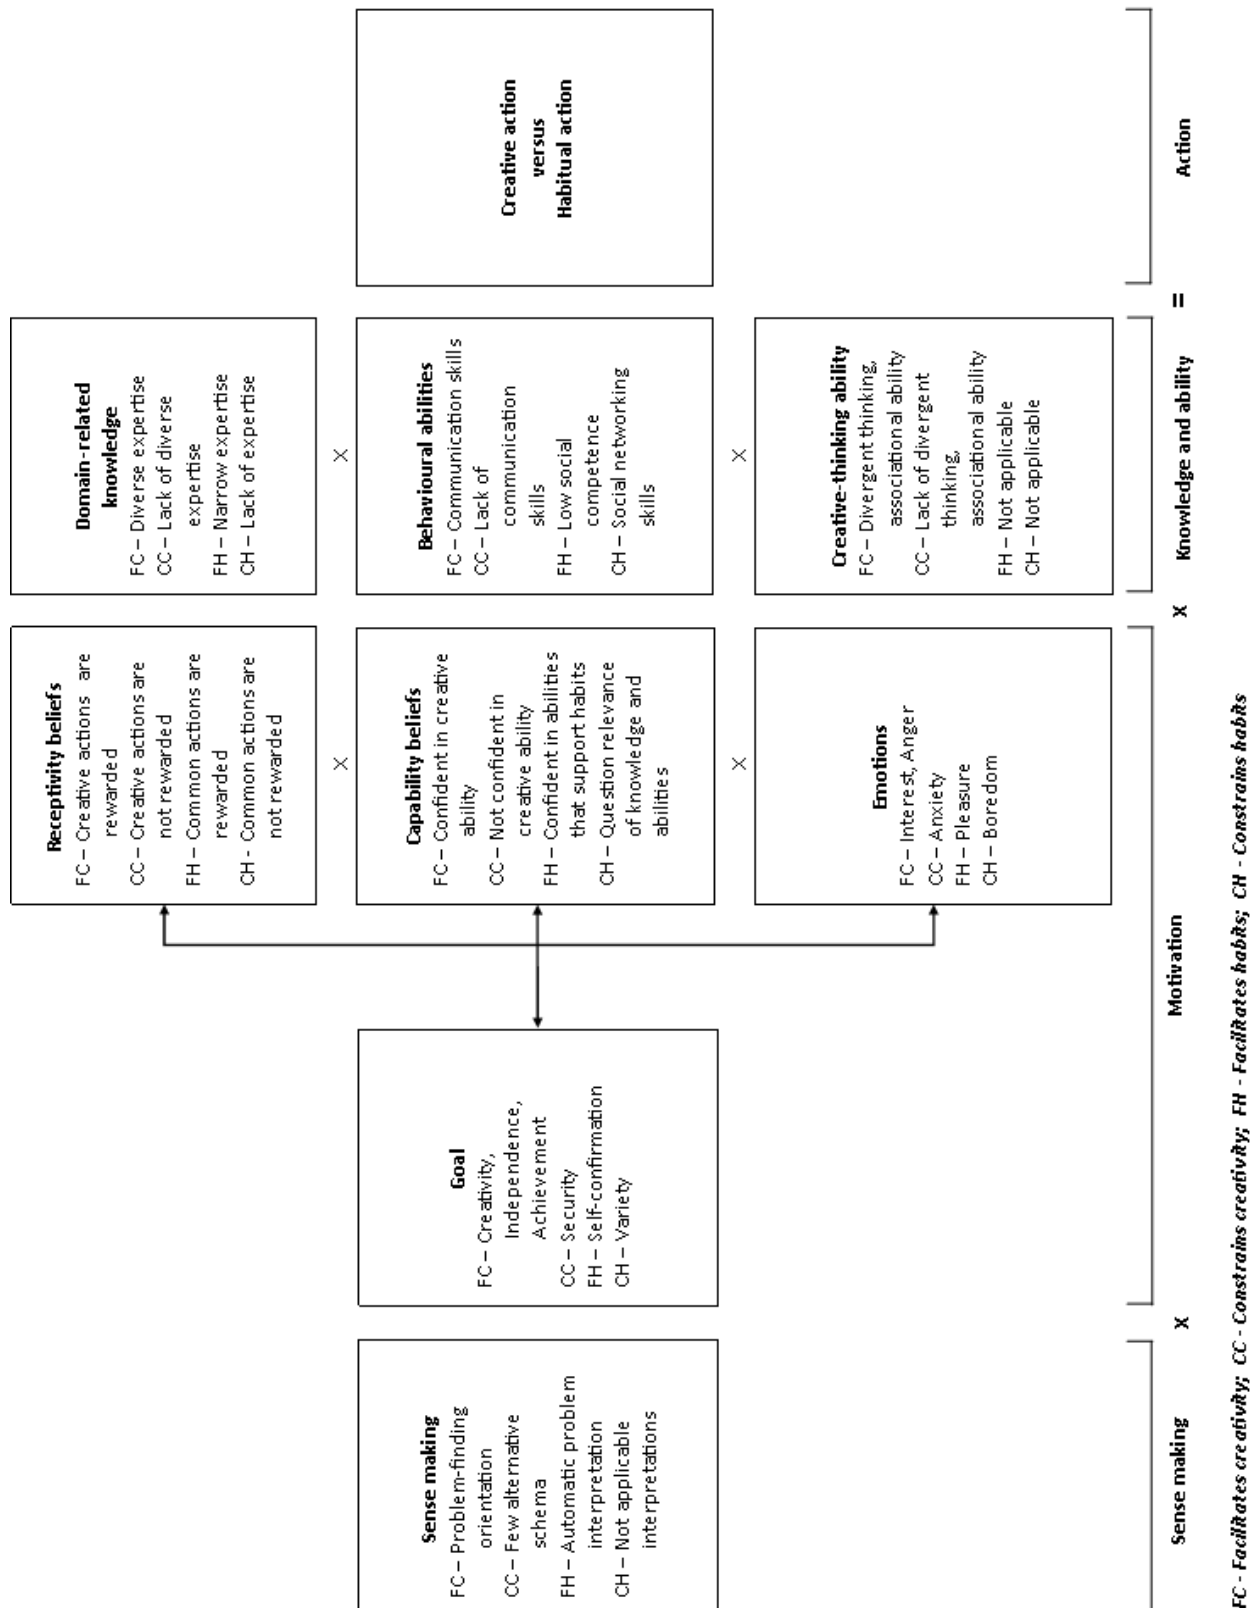 Sense making
FC – Problem-finding
orientation
CC – Few alternative
schema
FH – Automatic problem
interpretation
CH – Not applicable
interpretations
Goal
FC – Creativity,
Independence,
Achievement
CC – Security
FH – Self-confirmation
CH – Variety
Receptivity beliefs
FC – Creative actions are
rewarded
CC – Creative actions are
not rewarded
FH – Common actions are
rewarded
CH - Common actions are
not rewarded
X
Capability beliefs
FC – Confident in creative
ability
CC – Not confident in
creative ability
FH – Confident in abilities
that support habits
CH – Question relevance
of knowledge and
abilities
X
Emotions
FC – Interest, Anger
CC – Anxiety
FH – Pleasure
CH – Boredom
Domain-related
knowledge
FC – Diverse expertise
CC – Lack of diverse
expertise
FH – Narrow expertise
CH – Lack of expertise
X
Behavioural abilities
FC – Communication skills
CC – Lack of
communication
skills
FH – Low social
competence
CH – Social networking
skills
X
Creative-thinking ability
FC – Divergent thinking,
associational ability
CC – Lack of divergent
thinking,
associational ability
FH – Not applicable
CH – Not applicable
Creative action
versus
Habitual action
Sense making X Motivation X Knowledge and ability = Action
FC - Facilitates creativity; CC - Constrains creativity; FH - Facilitates habits; CH - Constrains habits